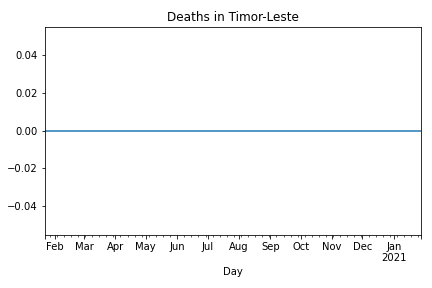 Deaths in Timor-Leste
0.04
0.02
0.00
−0.02
−0.04
Feb Mar Apr May Jun Jul Aug Sep Oct Nov Dec Jan
2021
Day